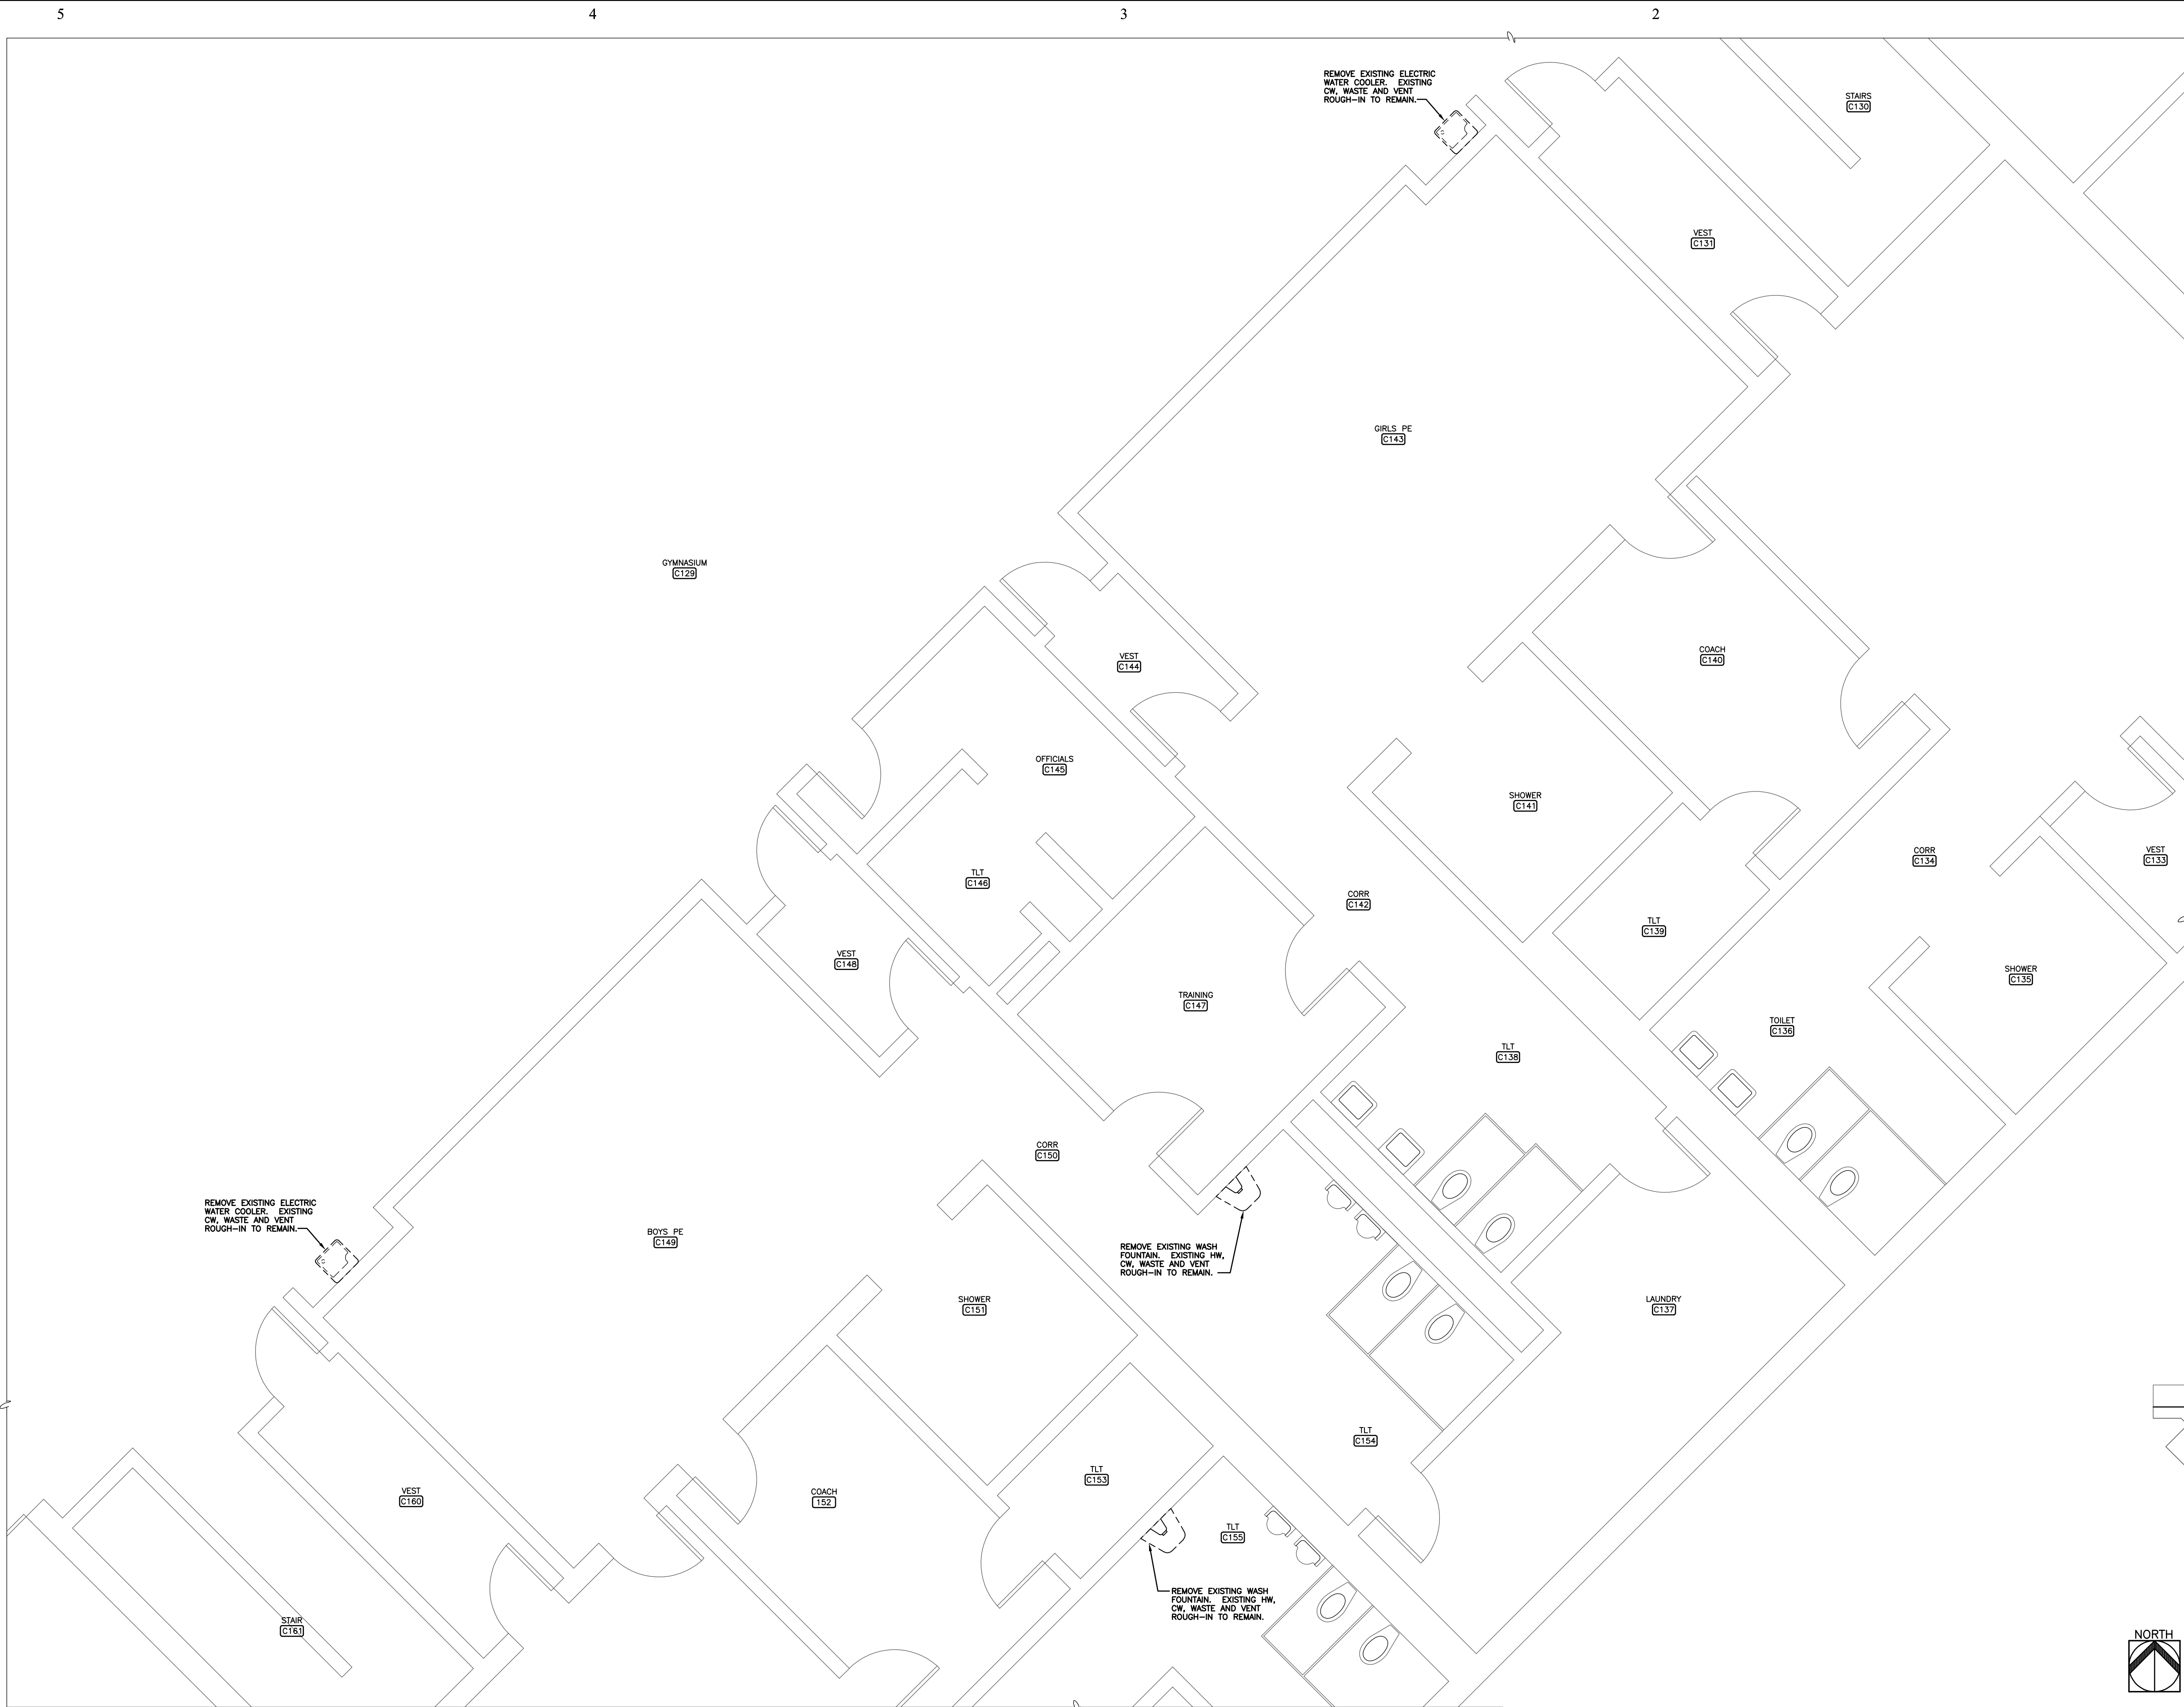 5
4
3
2
REMOVE EXISTING ELECTRIC
WATER COOLER. EXISTING
CW, WASTE AND VENT
ROUGH-IN TO REMAIN.
STAIRS
C130
VEST
C131
GIRLS PE
C143
GYMNASIUM
C129
VEST
C144
COACH
C140
OFFICIALS
C145
SHOWER
C141
CORR
C134
VEST
C133
TLT
C146
CORR
C142
TLT
C139
VEST
C148
SHOWER
C135
TRAINING
C147
TOILET
C136
TLT
C138
CORR
C150
REMOVE EXISTING ELECTRIC
WATER COOLER. EXISTING
CW, WASTE AND VENT
ROUGH-IN TO REMAIN.
BOYS PE
C149
REMOVE EXISTING WASH
FOUNTAIN. EXISTING HW,
CW, WASTE AND VENT
ROUGH-IN TO REMAIN.
SHOWER
C151
LAUNDRY
C137
TLT
C154
TLT
C153
VEST
C160
COACH
152
TLT
C155
REMOVE EXISTING WASH
FOUNTAIN. EXISTING HW,
CW, WASTE AND VENT
ROUGH-IN TO REMAIN.
STAIR
C161
NORTH